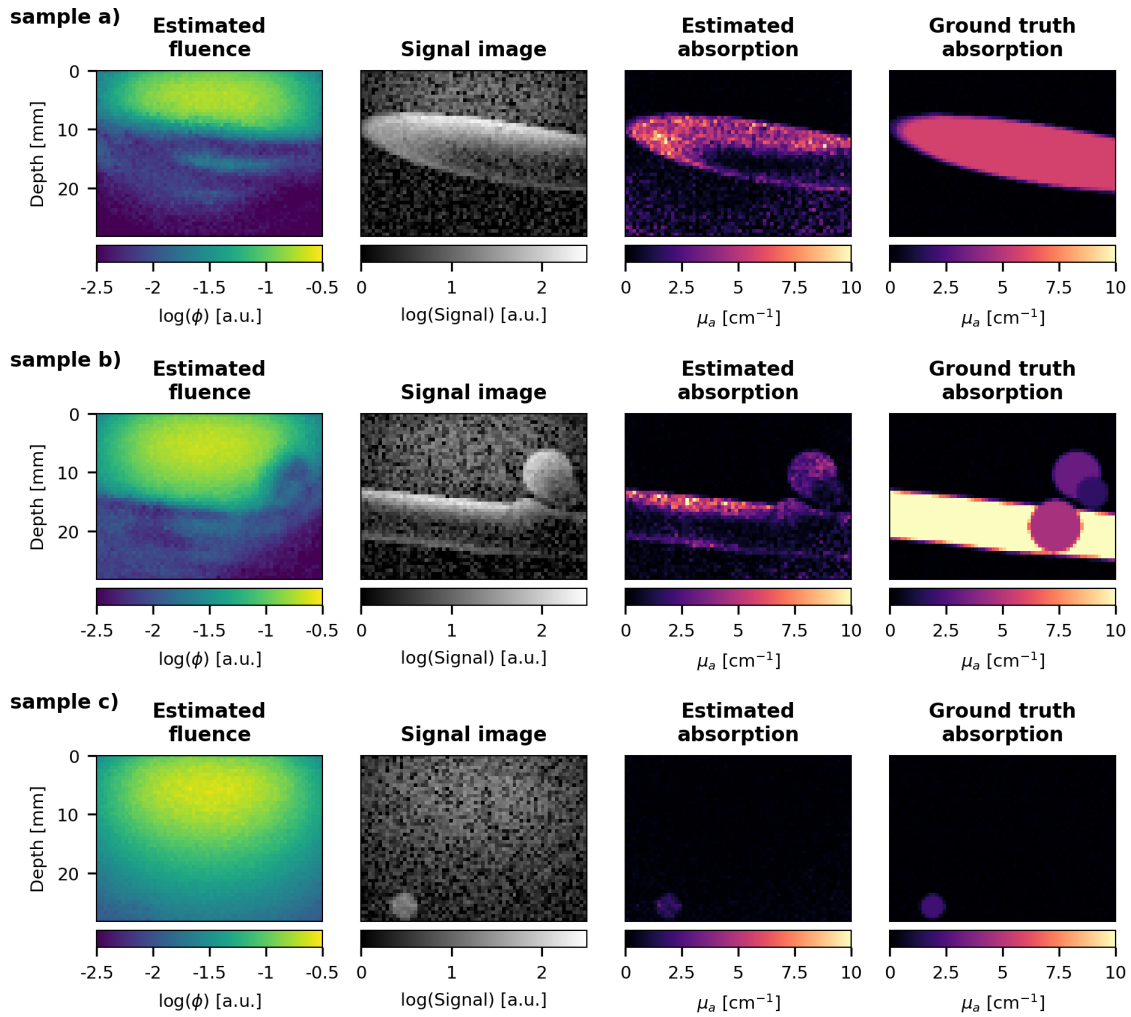 sample a)
Estimated
fluence
Signal image
Estimated
absorption
Ground truth
absorption
Depth [mm]
0
10
20
-2.5 -2 -1.5 -1 -0.5
log(ϕ) [a.u.]
0 1 2
log(Signal) [a.u.]
0 2.5 5 7.5 10
μₐ [cm⁻¹]
0 2.5 5 7.5 10
μₐ [cm⁻¹]
sample b)
Estimated
fluence
Signal image
Estimated
absorption
Ground truth
absorption
Depth [mm]
0
10
20
-2.5 -2 -1.5 -1 -0.5
log(ϕ) [a.u.]
0 1 2
log(Signal) [a.u.]
0 2.5 5 7.5 10
μₐ [cm⁻¹]
0 2.5 5 7.5 10
μₐ [cm⁻¹]
sample c)
Estimated
fluence
Signal image
Estimated
absorption
Ground truth
absorption
Depth [mm]
0
10
20
-2.5 -2 -1.5 -1 -0.5
log(ϕ) [a.u.]
0 1 2
log(Signal) [a.u.]
0 2.5 5 7.5 10
μₐ [cm⁻¹]
0 2.5 5 7.5 10
μₐ [cm⁻¹]